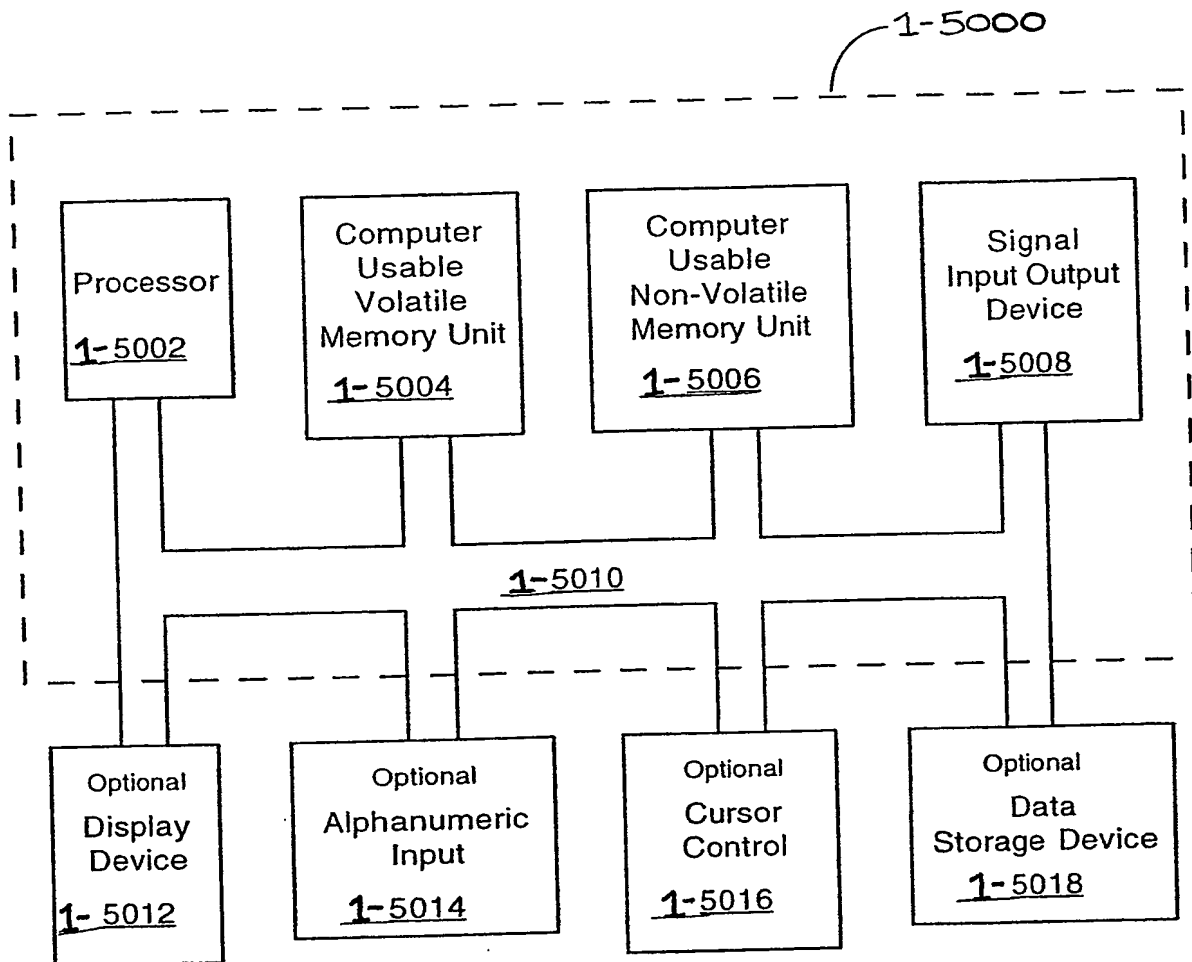 1-5000
Processor
1-5002
Computer
Usable
Volatile
Memory Unit
1-5004
Computer
Usable
Non-Volatile
Memory Unit
1-5006
Signal
Input Output
Device
1-5008
1-5010
Optional
Display
Device
1-5012
Optional
Alphanumeric
Input
1-5014
Optional
Cursor
Control
1-5016
Optional
Data
Storage Device
1-5018